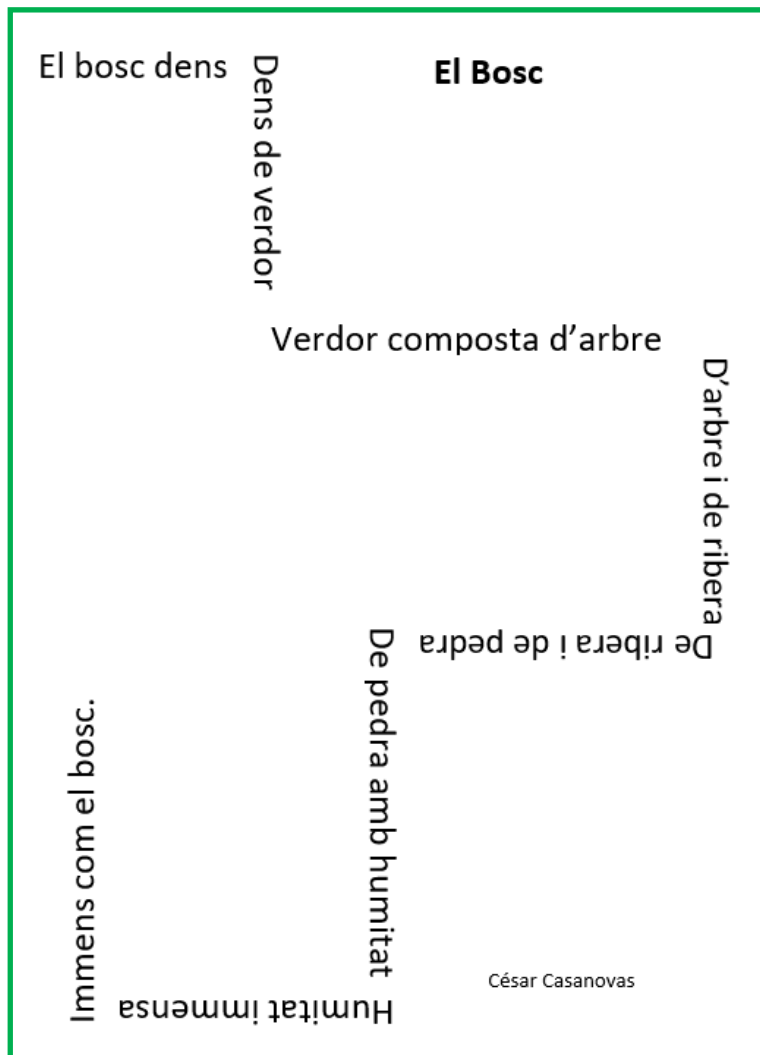 El Bosc
El bosc dens
Dens de verdor
Verdor composta d’arbre
D’arbre i de ribera
De ribera i de pedra
De pedra amb humitat
Humitat immensa
Immens com el bosc.
César Casanovas